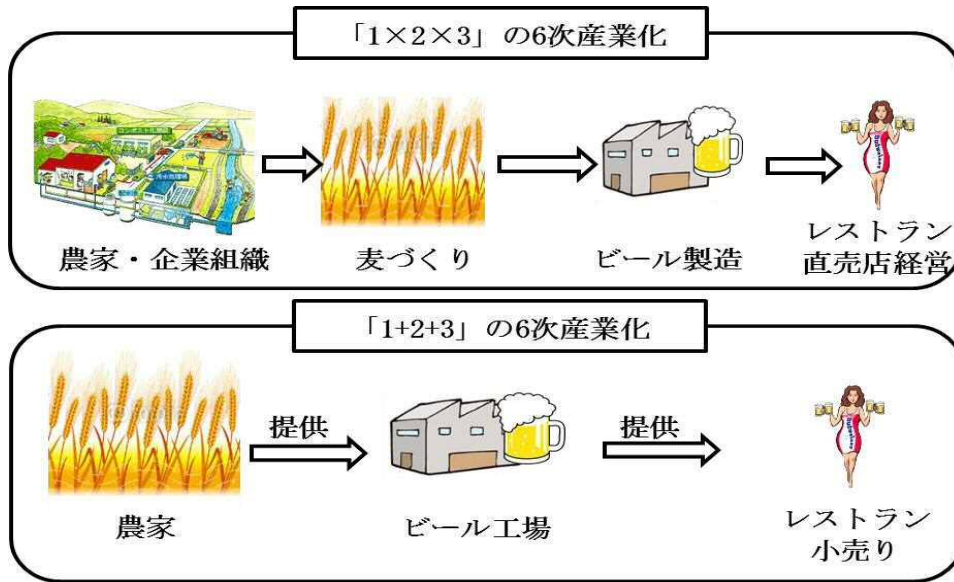 「1×2×3」の6次産業化
農家・企業組織
麦づくり
ビール製造
レストラン
直売店経営
「1+2+3」の6次産業化
提供
提供
農家
ビール工場
レストラン
小売り